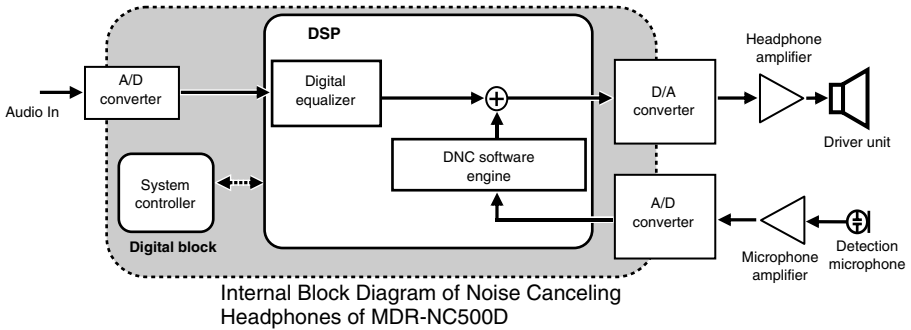 DSP
Headphone
amplifier
A/D
converter
Digital
equalizer
D/A
converter
Audio In
Driver unit
DNC software
engine
System
controller
A/D
converter
Digital block
Microphone
amplifier
Detection
microphone
Internal Block Diagram of Noise Canceling
Headphones of MDR-NC500D